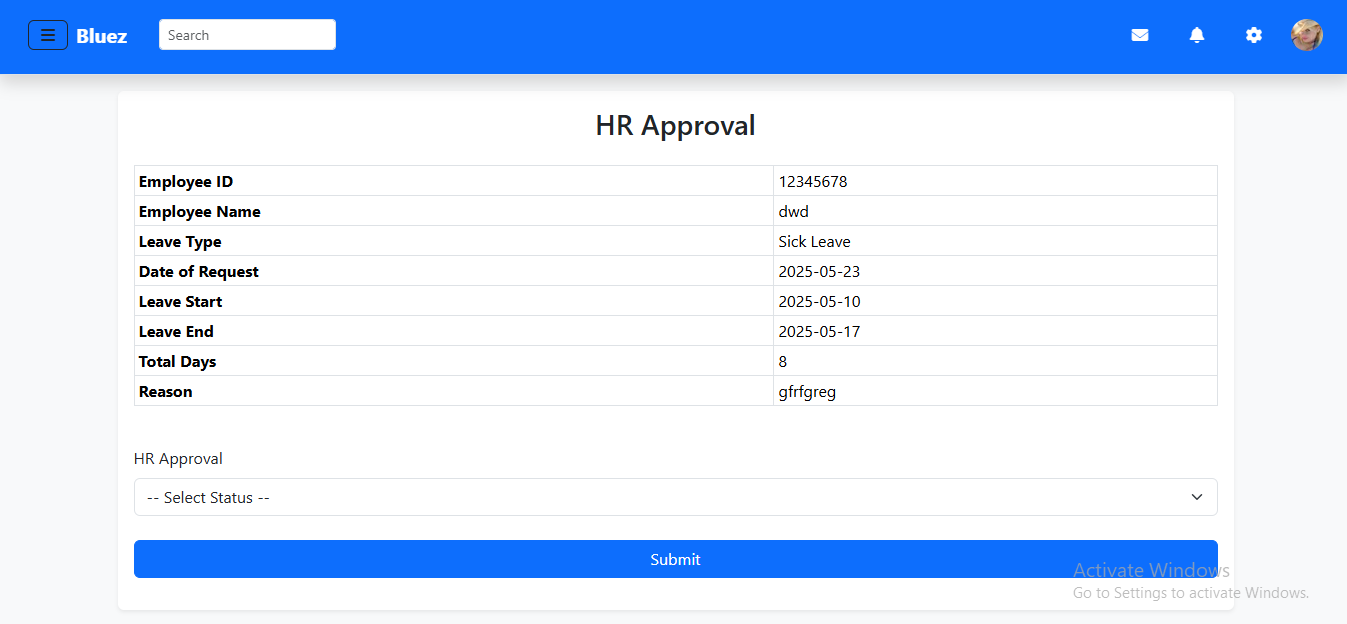 Bluez Search
HR Approval
Employee ID 12345678
Employee Name dwd
Leave Type Sick Leave
Date of Request 2025-05-23
Leave Start 2025-05-10
Leave End 2025-05-17
Total Days 8
Reason gfrfgreg
HR Approval
-- Select Status --
Submit
Activate Windows
Go to Settings to activate Windows.